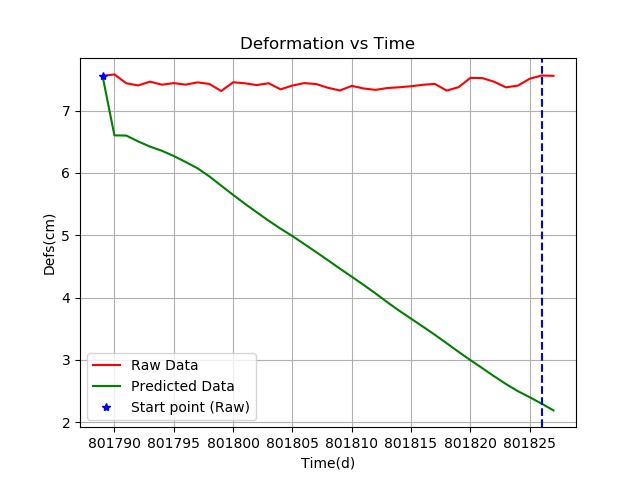 Deformation vs Time
Defs(cm)
7
6
5
4
3
2
Raw Data
Predicted Data
Start point (Raw)
801790 801795 801800 801805 801810 801815 801820 801825
Time(d)